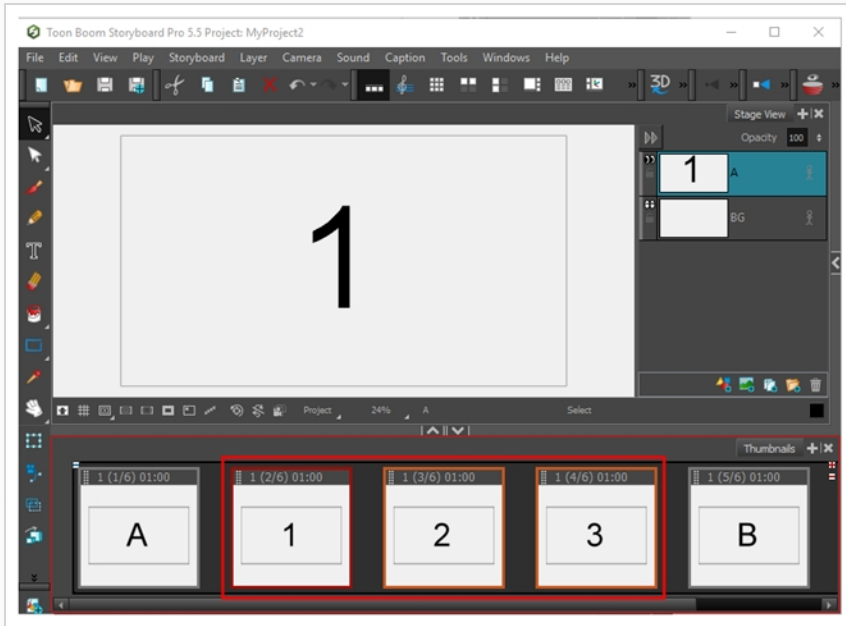 Toon Boom Storyboard Pro 5.5 Project: MyProject2
File Edit View Play Storyboard Layer Camera Sound Caption Tools Windows Help
3D
Stage View
Opacity 100
1 A
BG
1
Project 24% A Select
Thumbnails
1 (1/6) 01:00 1 (2/6) 01:00 1 (3/6) 01:00 1 (4/6) 01:00 1 (5/6) 01:00
A 1 2 3 B